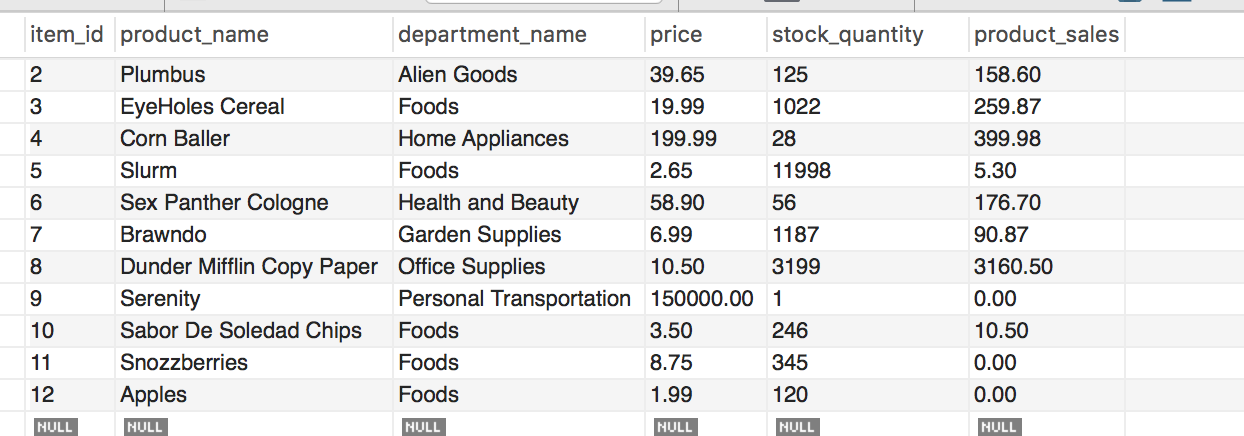 item_id product_name department_name price stock_quantity product_sales
2 Plumbus Alien Goods 39.65 125 158.60
3 EyeHoles Cereal Foods 19.99 1022 259.87
4 Corn Baller Home Appliances 199.99 28 399.98
5 Slurm Foods 2.65 11998 5.30
6 Sex Panther Cologne Health and Beauty 58.90 56 176.70
7 Brawndo Garden Supplies 6.99 1187 90.87
8 Dunder Mifflin Copy Paper Office Supplies 10.50 3199 3160.50
9 Serenity Personal Transportation 150000.00 1 0.00
10 Sabor De Soledad Chips Foods 3.50 246 10.50
11 Snozzberries Foods 8.75 345 0.00
12 Apples Foods 1.99 120 0.00
NULL NULL NULL NULL NULL NULL